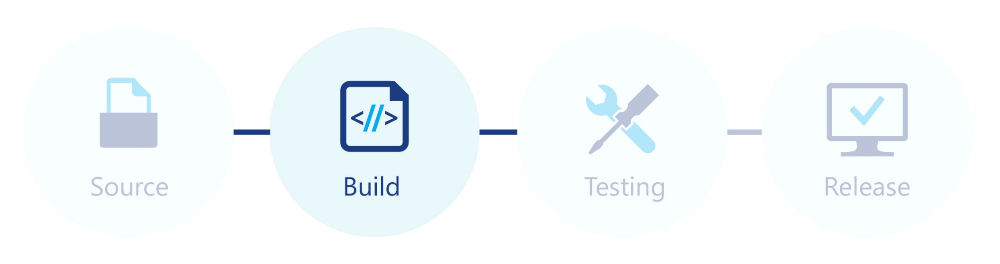 <//>
Source
Build
Testing
Release